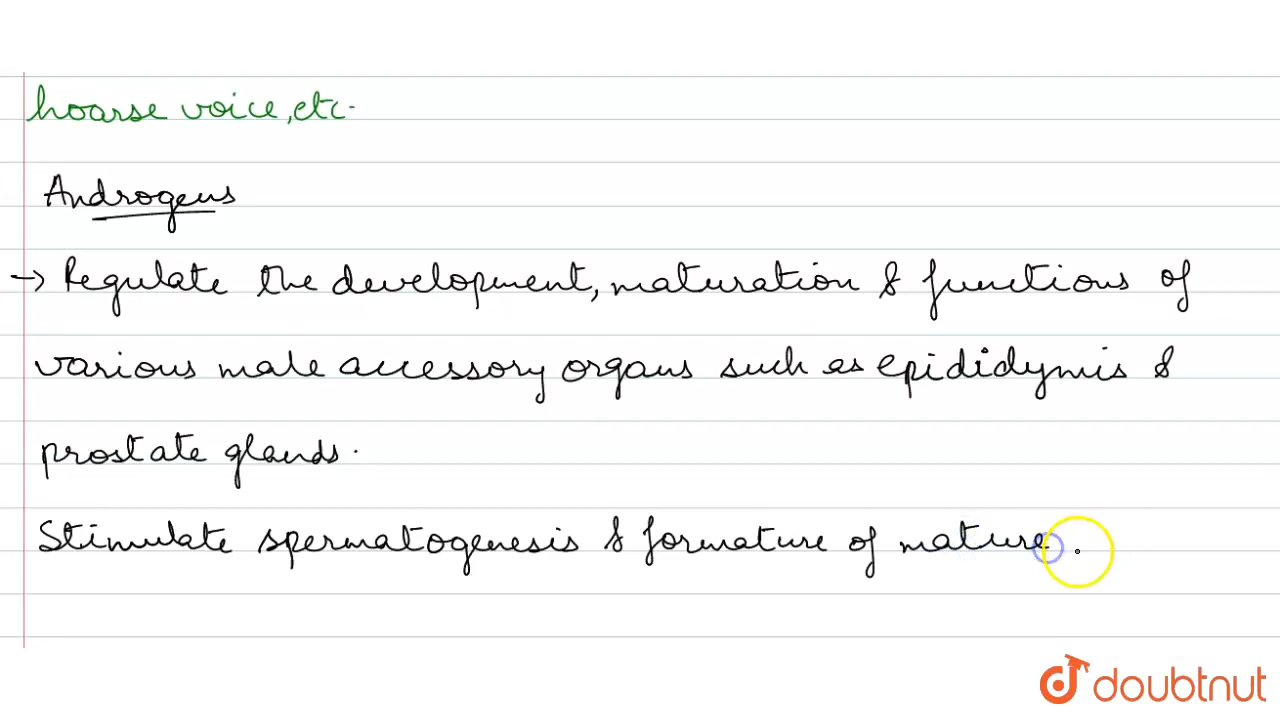 hoarse voice, etc.
Androgens
→ Regulate the development, maturation & functions of
various male accessory organs such as epididymis &
prostate glands.
Stimulate spermatogenesis & formature of mature
doubtnut